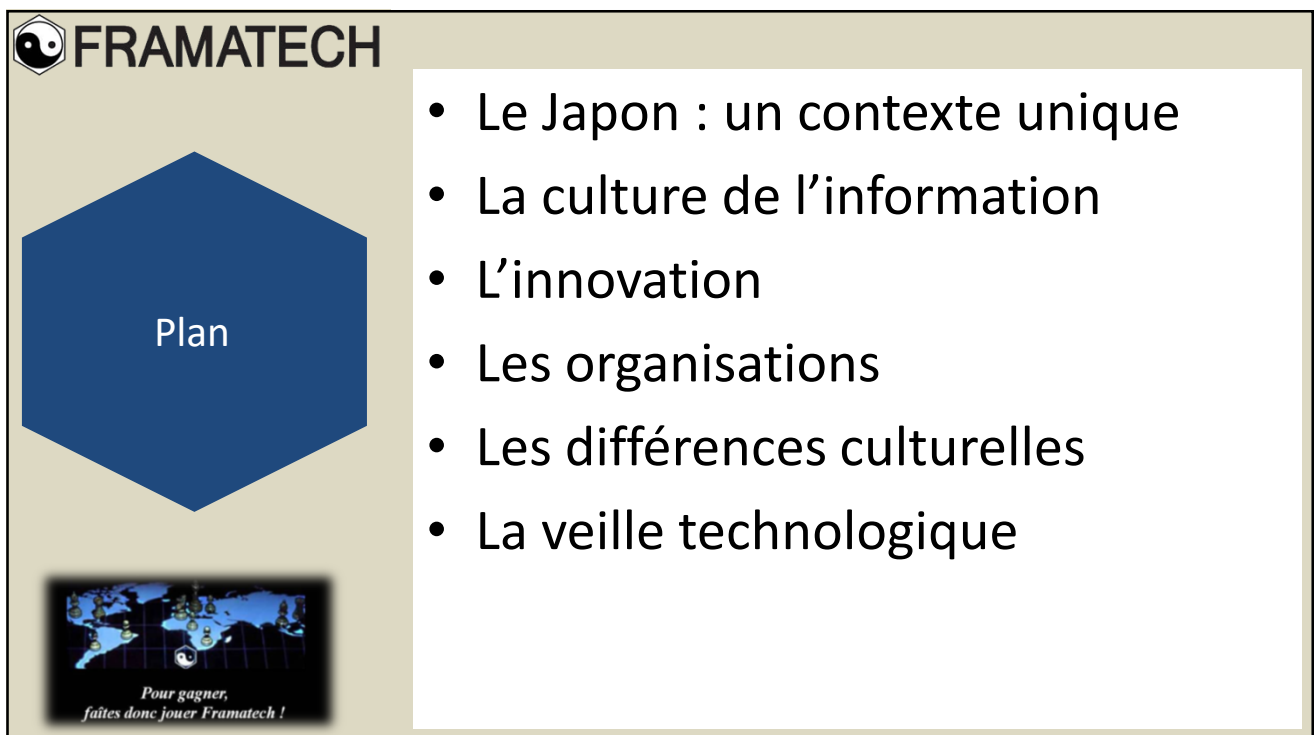 FRAMATECH
• Le Japon : un contexte unique
• La culture de l’information
• L’innovation
• Les organisations
• Les différences culturelles
• La veille technologique
Plan
Pour gagner,
faîtes donc jouer Framatech !